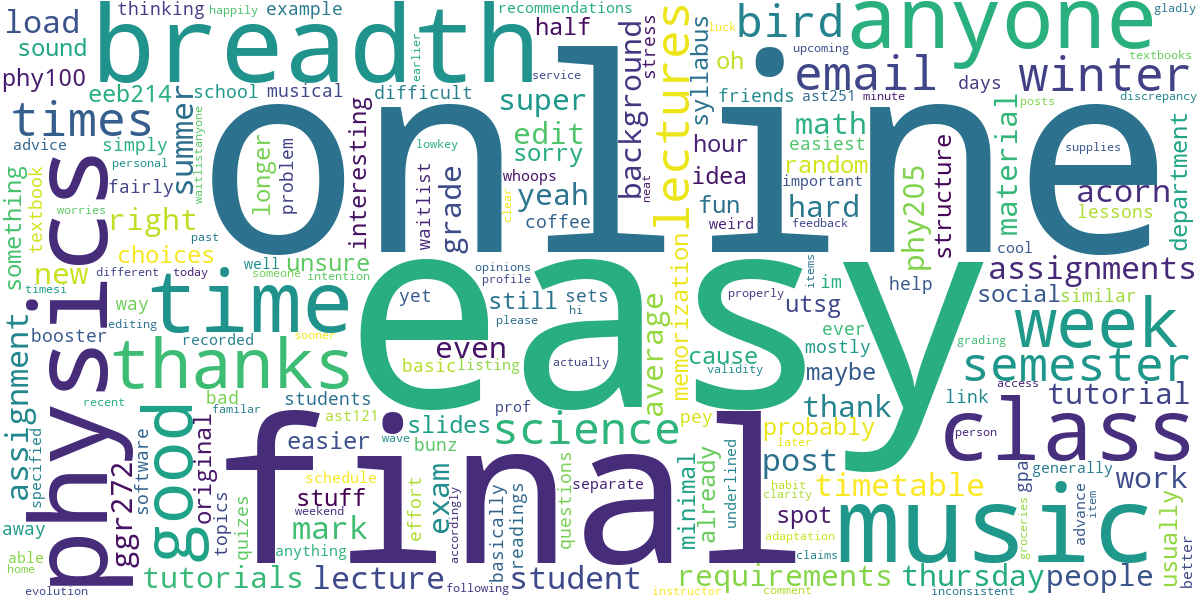 thinking
happily
example
recommendations
half
bird
anyone
gladly
load
breadth
luck
upcoming
sound
earlier
stress
oh
email
winter
textbooks
phy100
service
days
eeb214
school
musical
difficult
super
background
lectures
syllabus
friends
ast251
minute
posts
discrepancy
times
summer
online
edit
math
material
advice
simply
waitlistanyone
longer
problem
interesting
lowkey
sorry
hour
easiest
supplies
department
personal
waitlist
grade
whoops
clear
yeah
neat
idea
random
important
phy205
structure
acorn
something
textbook
worries
fairly
physics
right
coffee
fun
hard
lessons
weird
feedback
past
choices
cool
new
different
today
well
someone
intention
unsure
opinions
profile
memorization
items
im
help
assignments
timesi
way
time
easy
yet
still
sets
hi
please
properly
utsg
social
similar
booster
editing
recorded
sooner
thanks
even
average
ever
mostly
week
grading
assignment
basic
listing
actually
cause
validity
maybe
semester
access
bad
students
prof
pey
thank
link
tutorial
recent
familar
ast121
wave
slides
science
probably
later
class
person
good
original
easier
bunz
final
post
gpa
generally
specified
ggr272
software
topics
quizes
schedule
stuff
weekend
effort
exam
accordingly
basically
readings
questions
separate
minimal
already
underlined
habit
clarity
timetable
work
away
mark
anything
spot
adaptation
music
groceries
advance
item
usually
better
able
home
claims
evolution
tutorials
lecture
following
student
instructor
requirements
comment
thursday
inconsistent
people